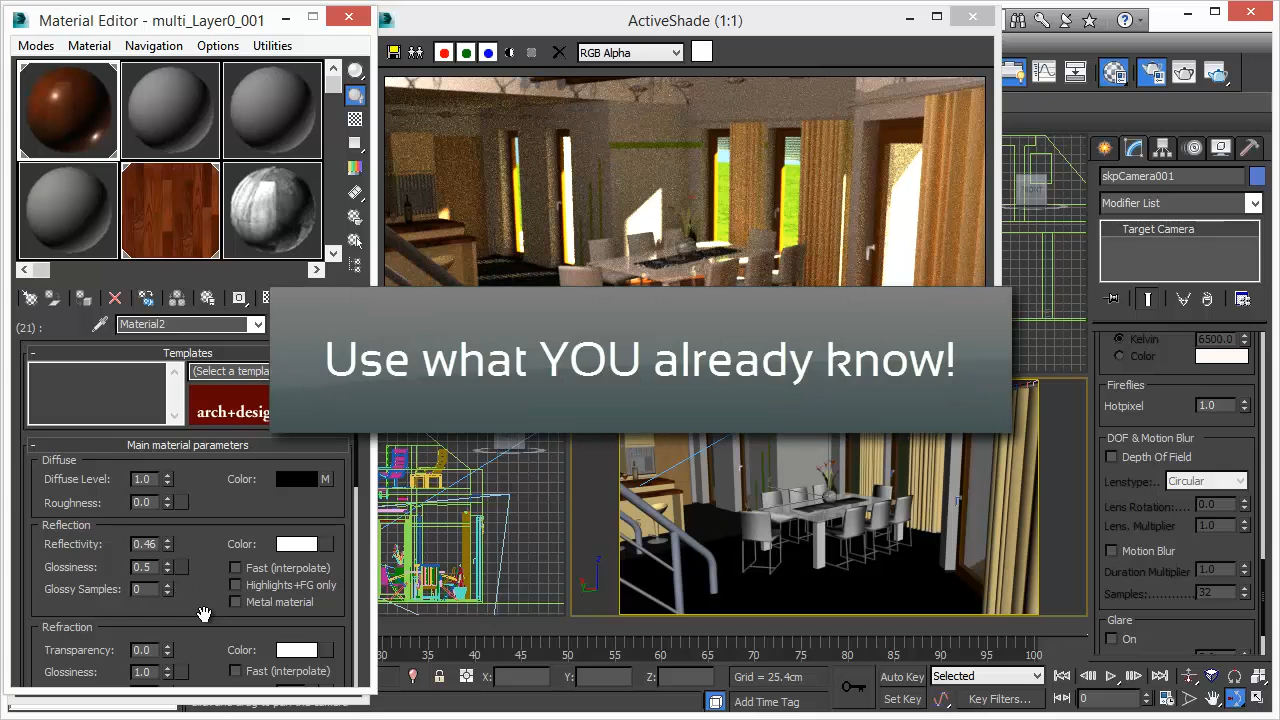 Material Editor - multi_Layer0_001
Modes Material Navigation Options Utilities
(21) :
Material2
Templates
(Select a templa
arch+desig
Main material parameters
Diffuse
Diffuse Level: 1.0 Color: M
Roughness: 0.0
Reflection
Reflectivity: 0.46 Color:
Glossiness: 0.5 Fast (interpolate)
Highlights+FG only
Glossy Samples: 0
Metal material
Refraction
Transparency: 0.0 Color:
Glossiness: 1.0 Fast (interpolate)
ActiveShade (1:1)
RGB Alpha
Use what YOU already know!
FRONT
skpCamera001
Modifier List
Target Camera
Kelvin 6500.0
Color
Fireflies
Hotpixel 1.0
DOF & Motion Blur
Depth Of Field
Lenstype: Circular
Lens Rotation: 0.0
Lens. Multiplier 1.0
Motion Blur
Duration Multiplier 1.0
Samples: 32
Glare
On
z
30 35 40 45 50 55 60 65 70 75 80 85 90 95 100
X: Y: Z: Grid = 25.4cm
Add Time Tag
Auto Key Selected
Set Key Key Filters...
0